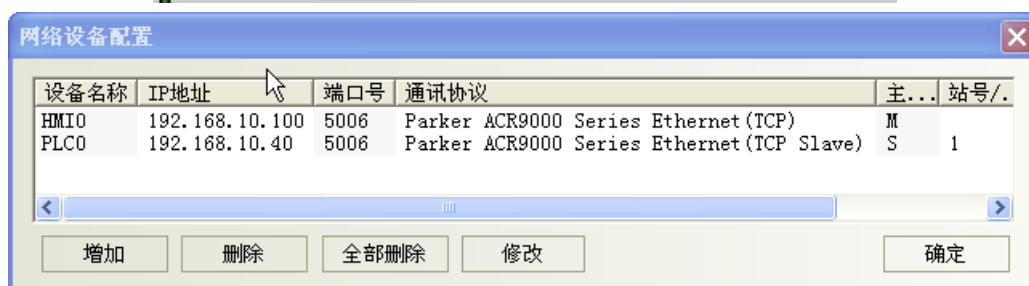 网络设备配置
设备名称 IP地址 端口号 通讯协议 主... 站号/.
HMI0 192.168.10.100 5006 Parker ACR9000 Series Ethernet(TCP) M
PLC0 192.168.10.40 5006 Parker ACR9000 Series Ethernet(TCP Slave) S 1
增加 删除 全部删除 修改 确定